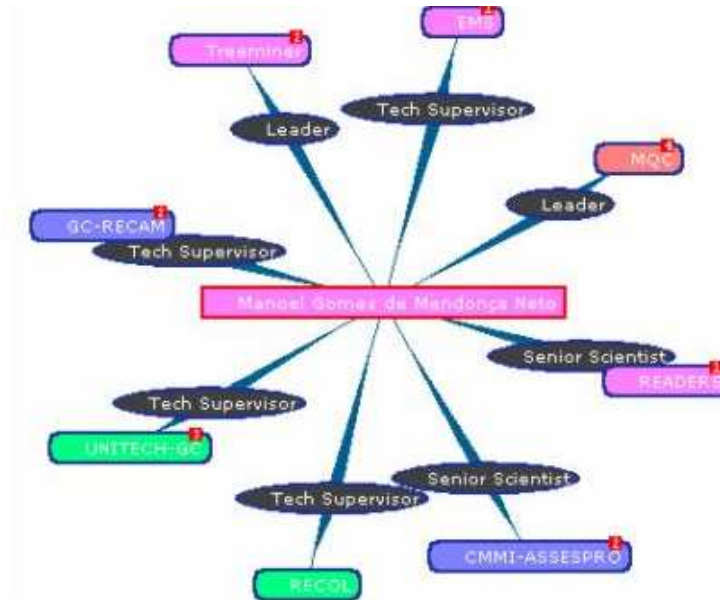 EMS
Treeminer
Tech Supervisor
Leader
MQC
Leader
GC-RECAM
Tech Supervisor
Manoel Gomes de Mendonça Neto
Senior Scientist
READERS
Tech Supervisor
UNITECH-GC
Senior Scientist
Tech Supervisor
CMMI-ASSESPRO
RECOL